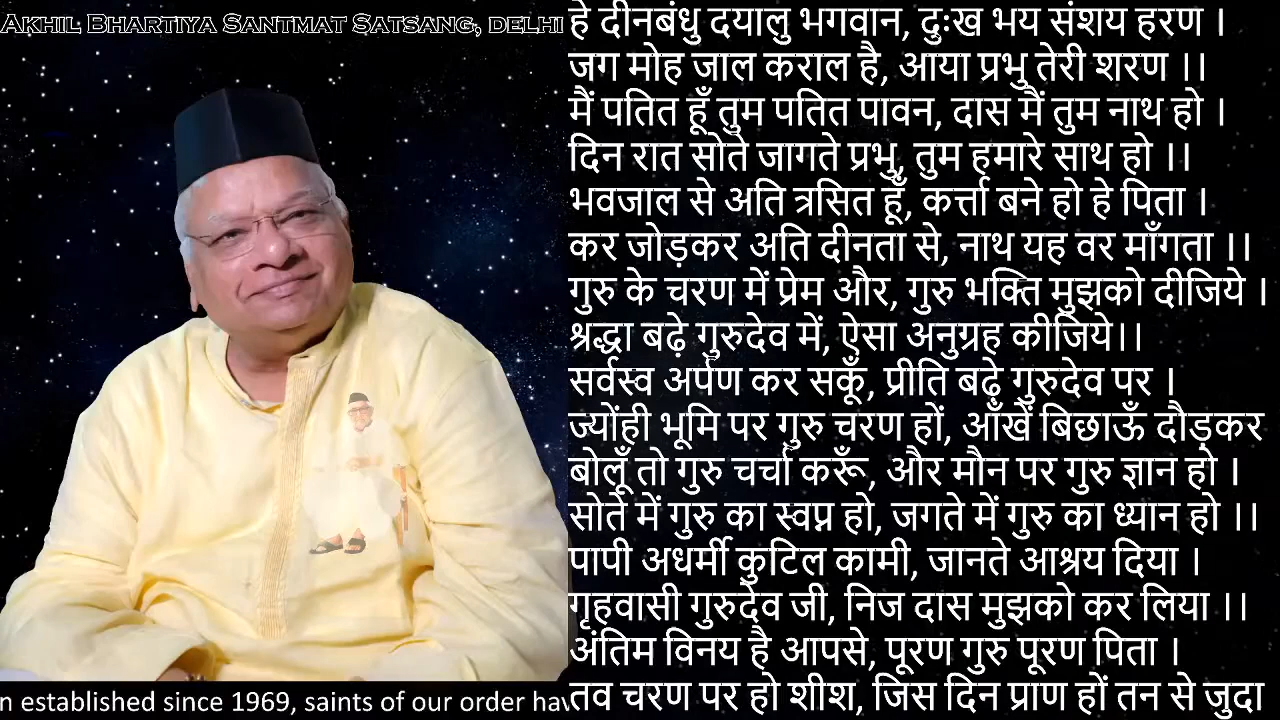 AKHIL BHARTIYA SANTMAT SATSANG, DELHI
हे दीनबंधु दयालु भगवान, दुःख भय संशय हरण ।
जग मोह जाल कराल है, आया प्रभु तेरी शरण ।।
मैं पतित हूँ तुम पतित पावन, दास मैं तुम नाथ हो ।
दिन रात सोते जागते प्रभु, तुम हमारे साथ हो ।।
भवजाल से अति त्रसित हूँ, कर्त्ता बने हो हे पिता ।
कर जोड़कर अति दीनता से, नाथ यह वर माँगता ।।
गुरु के चरण में प्रेम और, गुरु भक्ति मुझको दीजिये ।
श्रद्धा बढ़े गुरुदेव में, ऐसा अनुग्रह कीजिये।।
सर्वस्व अर्पण कर सकूँ, प्रीति बढ़े गुरुदेव पर ।
ज्योंही भूमि पर गुरु चरण हों, आँखें बिछाऊँ दौड़कर
बोलूँ तो गुरु चर्चा करूँ, और मौन पर गुरु ज्ञान हो ।
सोते में गुरु का स्वप्न हो, जगते में गुरु का ध्यान हो ।।
पापी अधर्मी कुटिल कामी, जानते आश्रय दिया ।
गृहवासी गुरुदेव जी, निज दास मुझको कर लिया ।।
अंतिम विनय है आपसे, पूरण गुरु पूरण पिता ।
तव चरण पर हो शीश, जिस दिन प्राण हों तन से जुदा
n established since 1969, saints of our order hav